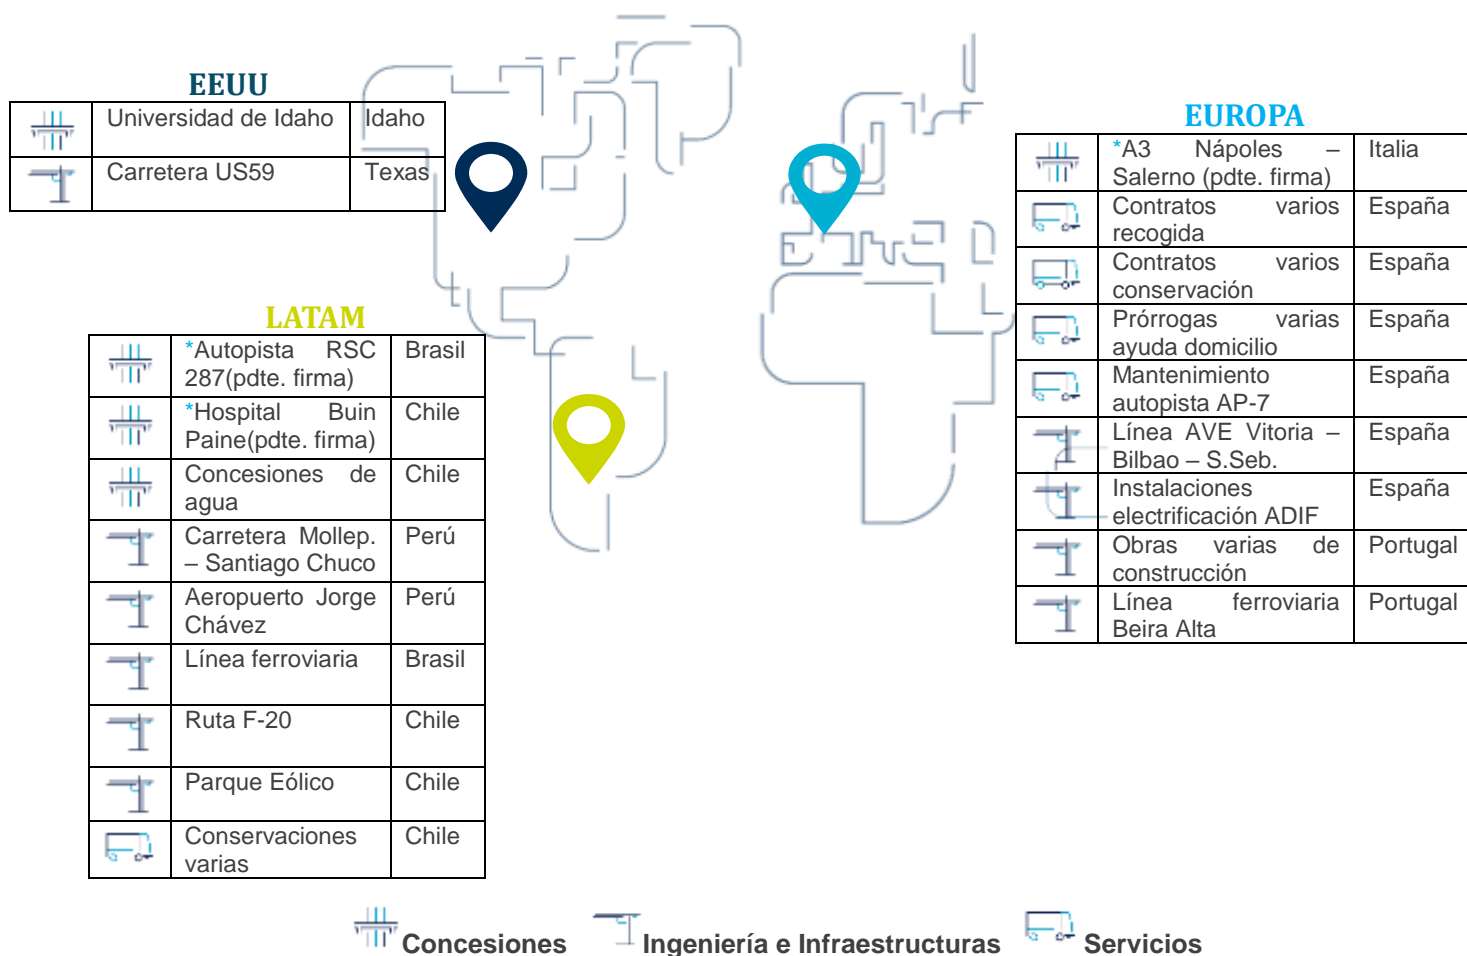 EEUU
Universidad de Idaho Idaho
Carretera US59 Texas
LATAM
*Autopista RSC Brasil
287(pdte. firma)
*Hospital Buin Chile
Paine(pdte. firma)
Concesiones de Chile
agua
Carretera Mollep. Perú
– Santiago Chuco
Aeropuerto Jorge Perú
Chávez
Línea ferroviaria Brasil
Ruta F-20 Chile
Parque Eólico Chile
Conservaciones Chile
varias
EUROPA
*A3 Nápoles – Italia
Salerno (pdte. firma)
Contratos varios España
recogida
Contratos varios España
conservación
Prórrogas varias España
ayuda domicilio
Mantenimiento España
autopista AP-7
Línea AVE Vitoria – España
Bilbao – S.Seb.
Instalaciones España
electrificación ADIF
Obras varias de Portugal
construcción
Línea ferroviaria Portugal
Beira Alta
Concesiones Ingeniería e Infraestructuras Servicios